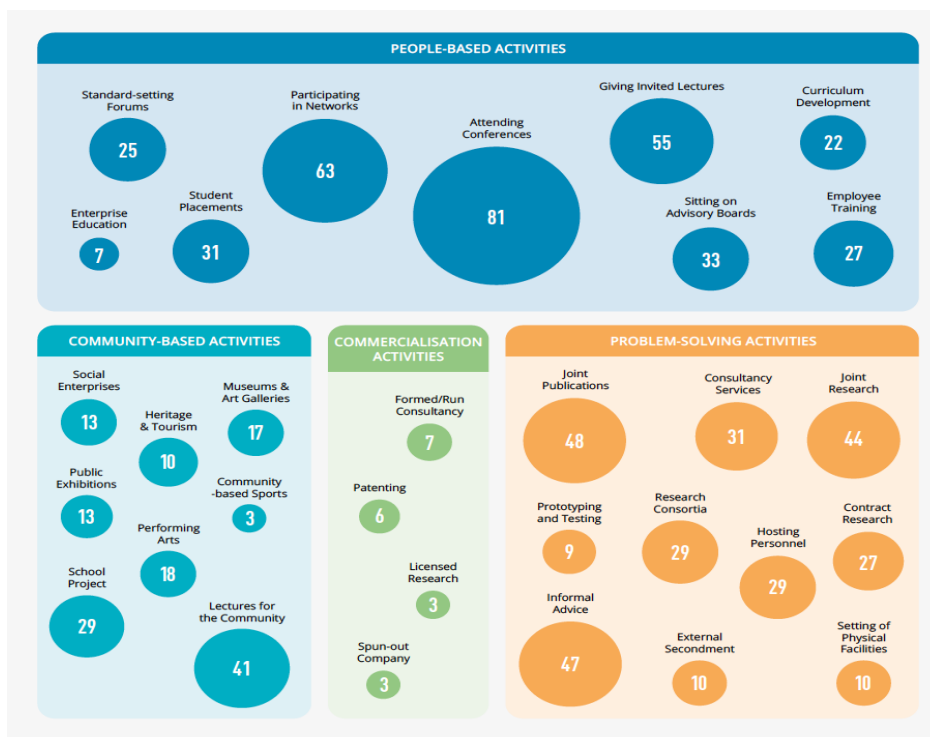 PEOPLE-BASED ACTIVITIES
Standard-setting
Forums
25
Participating
in Networks
63
Attending
Conferences
81
Giving Invited Lectures
55
Curriculum
Development
22
Enterprise
Education
7
Student
Placements
31
Sitting on
Advisory Boards
33
Employee
Training
27
COMMUNITY-BASED ACTIVITIES
Social
Enterprises
13
Heritage
& Tourism
10
Museums &
Art Galleries
17
Public
Exhibitions
13
Community
-based Sports
3
Performing
Arts
18
School
Project
29
Lectures for
the Community
41
COMMERCIALISATION
ACTIVITIES
Formed/Run
Consultancy
7
Patenting
6
Licensed
Research
3
Spun-out
Company
3
PROBLEM-SOLVING ACTIVITIES
Joint
Publications
48
Consultancy
Services
31
Joint
Research
44
Prototyping
and Testing
9
Research
Consortia
29
Hosting
Personnel
29
Contract
Research
27
Informal
Advice
47
External
Secondment
10
Setting of
Physical
Facilities
10